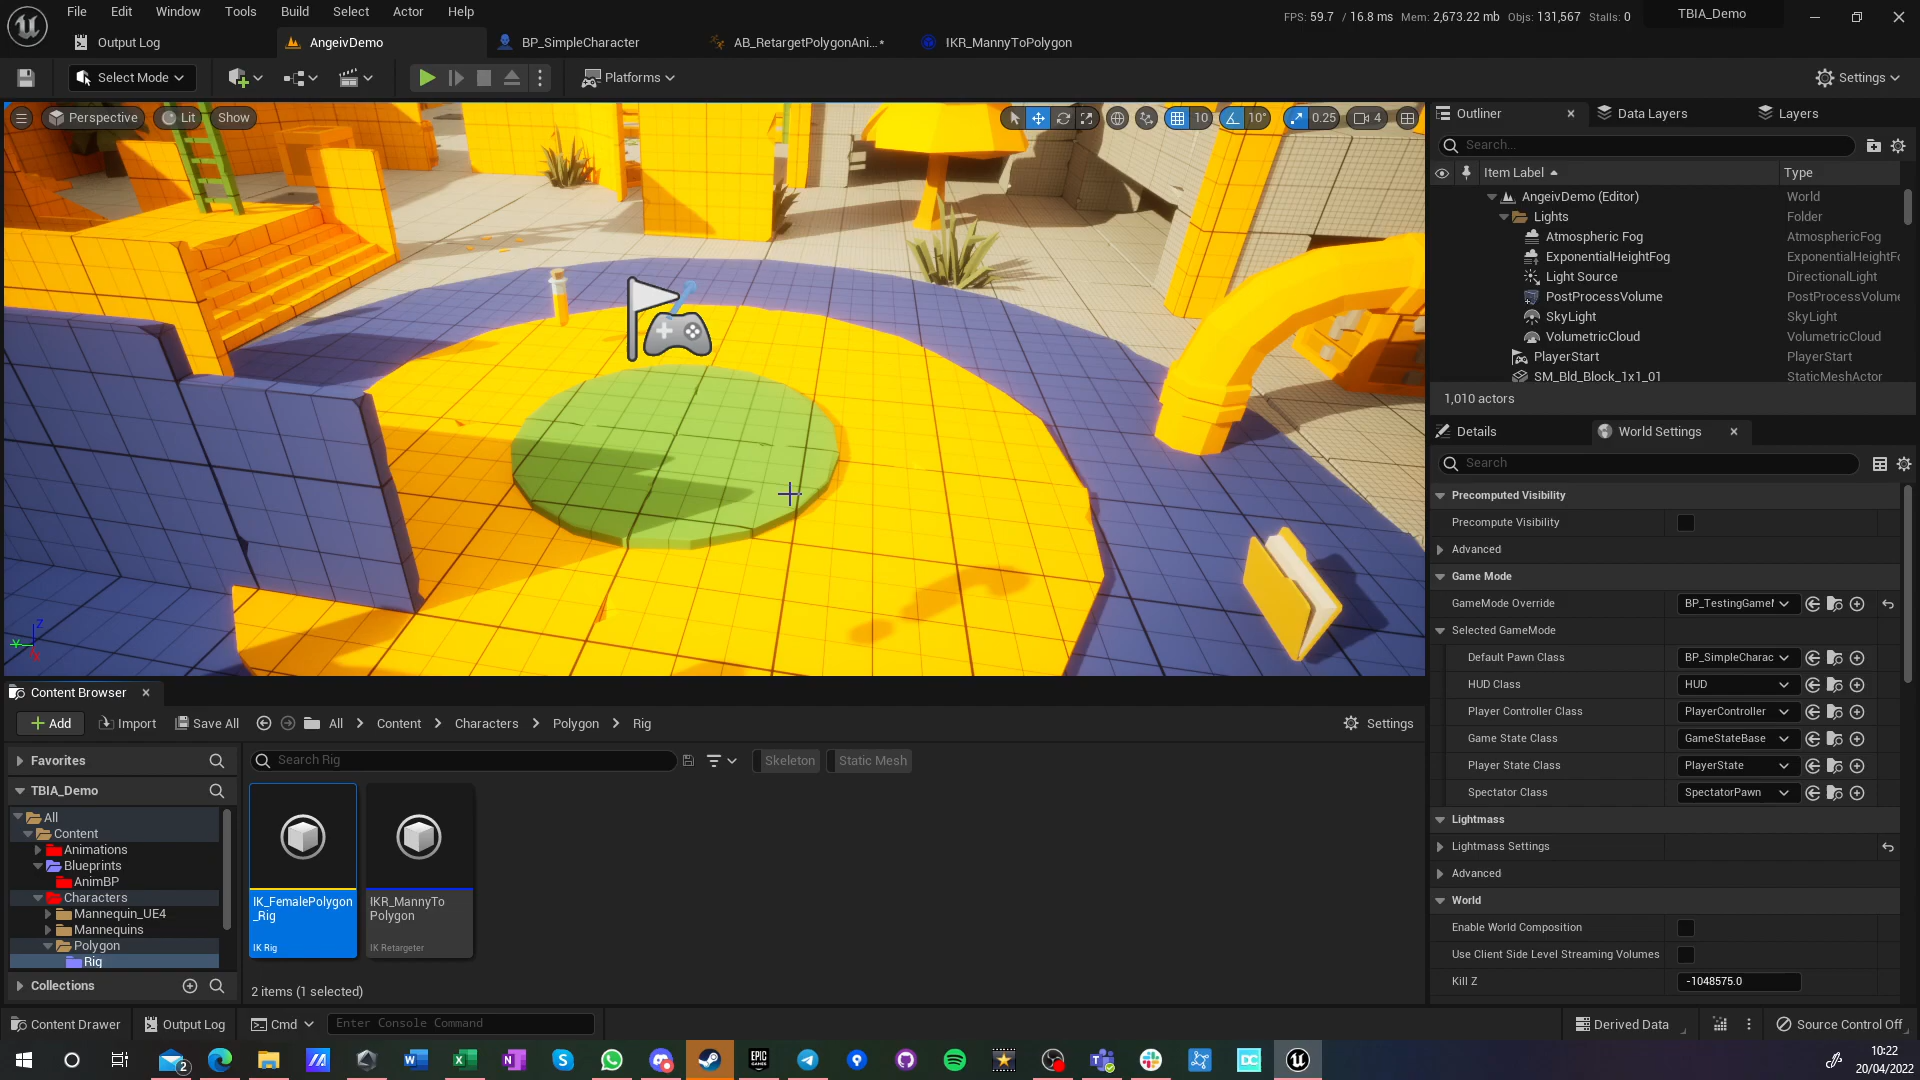 File Edit Window Tools Build Select Actor Help
FPS: 59.7 / 16.8 ms Mem: 2,673.22 mb Objs: 131,567 Stalls: 0
TBIA_Demo
Output Log
AngeivDemo
BP_SimpleCharacter
AB_RetargetPolygonAni...*
IKR_MannyToPolygon
Select Mode
Platforms
Settings
Perspective
Lit
Show
10
10°
0.25
4
Outliner
Data Layers
Layers
Search...
Item Label
Type
AngeivDemo (Editor) World
Lights Folder
Atmospheric Fog AtmosphericFog
ExponentialHeightFog ExponentialHeightFo
Light Source DirectionalLight
PostProcessVolume PostProcessVolume
SkyLight SkyLight
VolumetricCloud VolumetricCloud
PlayerStart PlayerStart
SM_Bld_Block_1x1_01 StaticMeshActor
1,010 actors
Details
World Settings
Search
Precomputed Visibility
Precompute Visibility
Advanced
Game Mode
GameMode Override BP_TestingGame
Selected GameMode
Default Pawn Class BP_SimpleCharac
HUD Class HUD
Player Controller Class PlayerController
Game State Class GameStateBase
Player State Class PlayerState
Spectator Class SpectatorPawn
Lightmass
Lightmass Settings
Advanced
World
Enable World Composition
Use Client Side Level Streaming Volumes
Kill Z -1048575.0
Z
Y
X
Content Browser
Add
Import
Save All
All > Content > Characters > Polygon > Rig
Settings
Favorites
Search Rig
Skeleton
Static Mesh
TBIA_Demo
All
Content
Animations
Blueprints
AnimBP
Characters
Mannequin_UE4
Mannequins
Polygon
Rig
Collections
IK_FemalePolygon
_Rig
IK Rig
IKR_MannyTo
Polygon
IK Retargeter
2 items (1 selected)
Content Drawer
Output Log
Cmd
Enter Console Command
Derived Data
Source Control Off
2
EPIC
GAMES
DC
10:22
20/04/2022